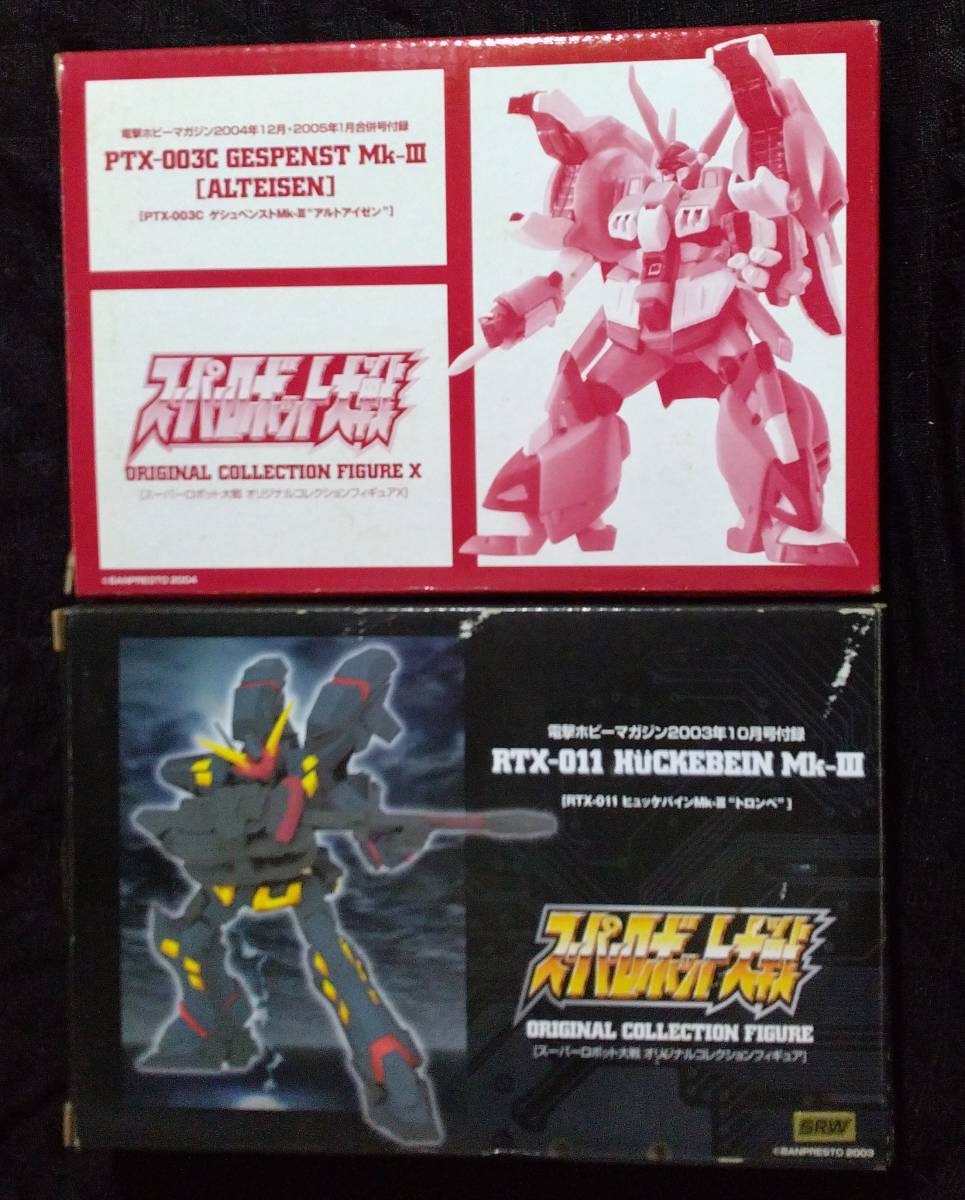 電撃ホビーマガジン2004年12月・2005年1月合併号付録
PTX-003C GESPENST Mk-III
[ALTEISEN]
[PTX-003C ゲシュペンストMk-III“アルトアイゼン”]
スーパーロボット大戦
ORIGINAL COLLECTION FIGURE X
[スーパーロボット大戦 オリジナルコレクションフィギュアX]
©BANPRESTO 2004
電撃ホビーマガジン2003年10月号付録
RTX-011 HÜCKEBEIN Mk-III
[RTX-011 ヒュッケバインMk-III“トロンベ”]
スーパーロボット大戦
ORIGINAL COLLECTION FIGURE
[スーパーロボット大戦 オリジナルコレクションフィギュア]
SRW
©BANPRESTO 2003